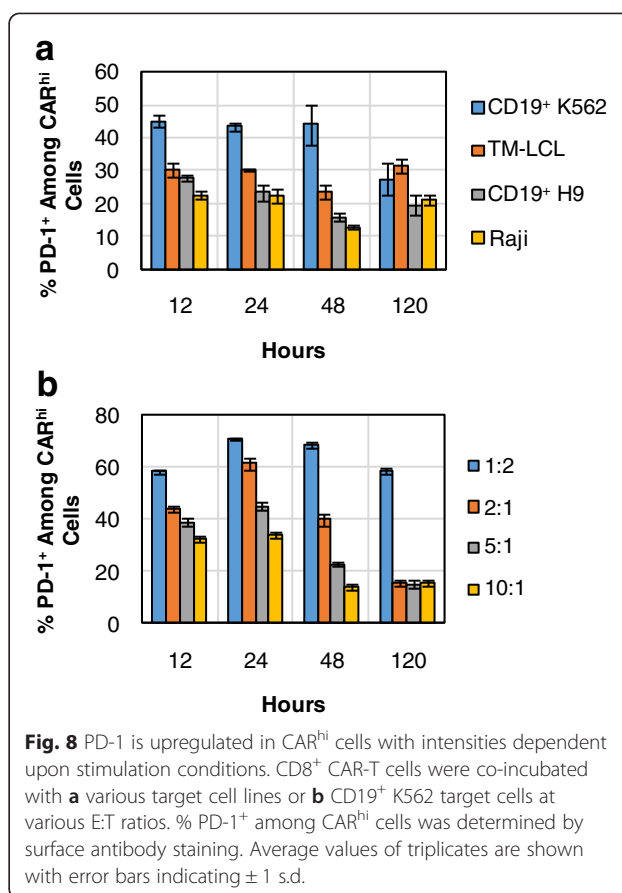 a
% PD-1+ Among CARhi
Cells
60
50
40
30
20
10
0
12 24 48 120
Hours
CD19+ K562
TM-LCL
CD19+ H9
Raji
b
% PD-1+ Among CARhi
Cells
80
60
40
20
0
12 24 48 120
Hours
1:2
2:1
5:1
10:1
Fig. 8 PD-1 is upregulated in CARhi cells with intensities dependent
upon stimulation conditions. CD8+ CAR-T cells were co-incubated
with a various target cell lines or b CD19+ K562 target cells at
various E:T ratios. % PD-1+ among CARhi cells was determined by
surface antibody staining. Average values of triplicates are shown
with error bars indicating ± 1 s.d.